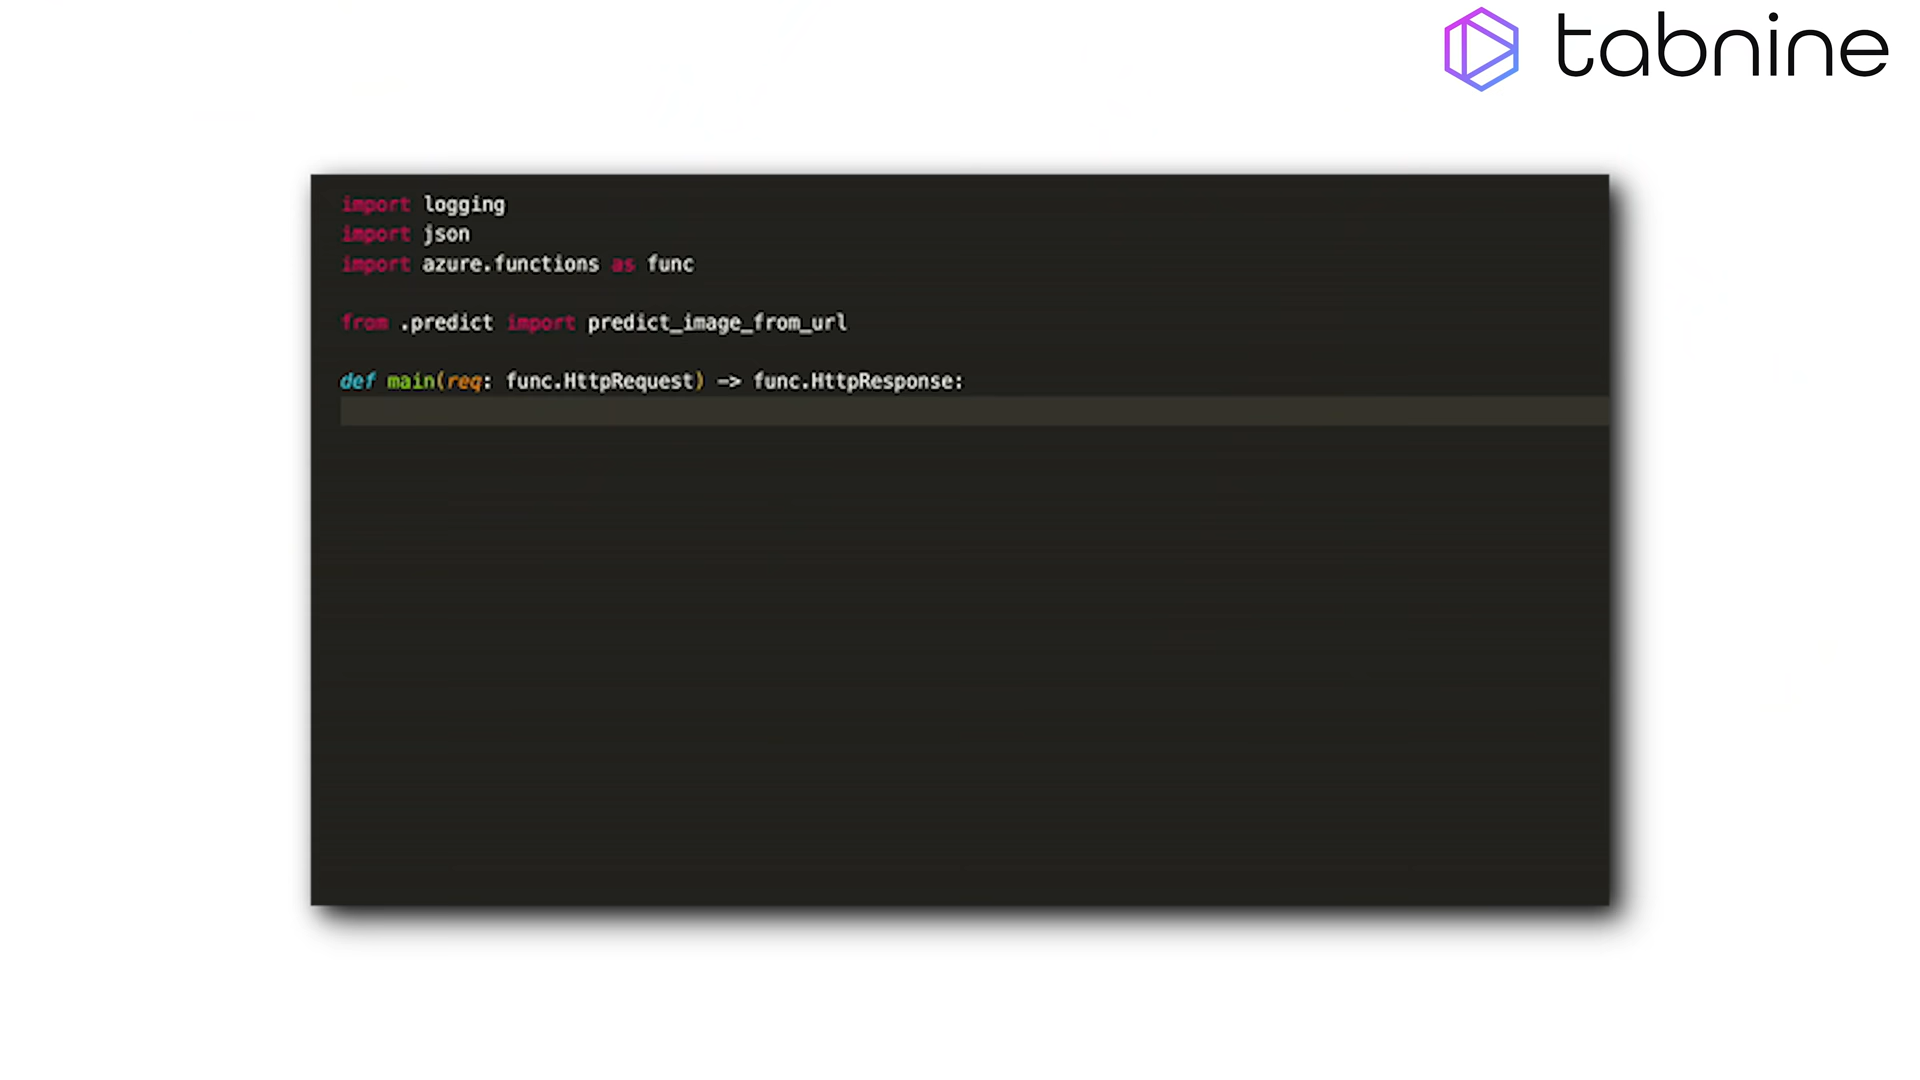 tabnine
import logging
import json
import azure.functions as func
from .predict import predict_image_from_url
def main(req: func.HttpRequest) -> func.HttpResponse: